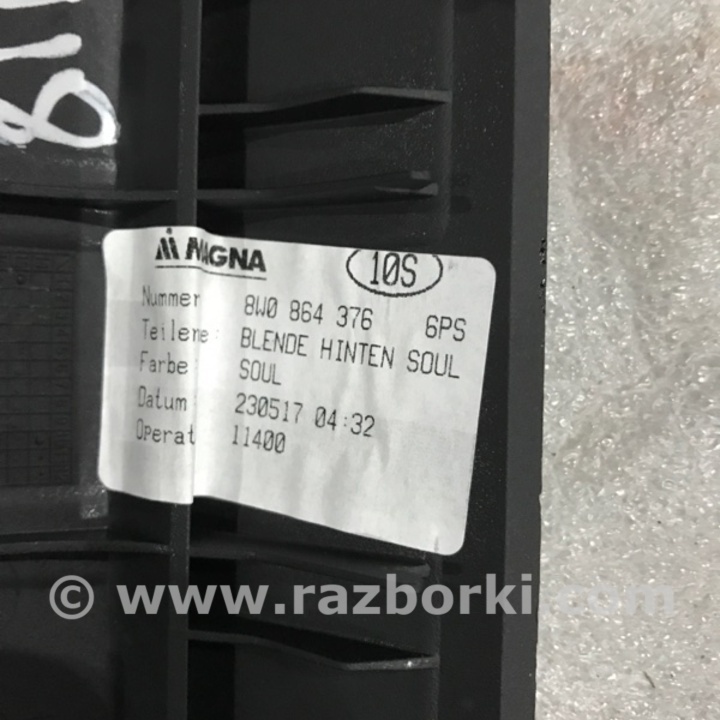 MAGNA 10S
Nummer 8W0 864 376 6PS
Teilene: BLENDE HINTEN SOUL
Farbe: SOUL
Datum 230517 04:32
Operat 11400
© www.razborki.com